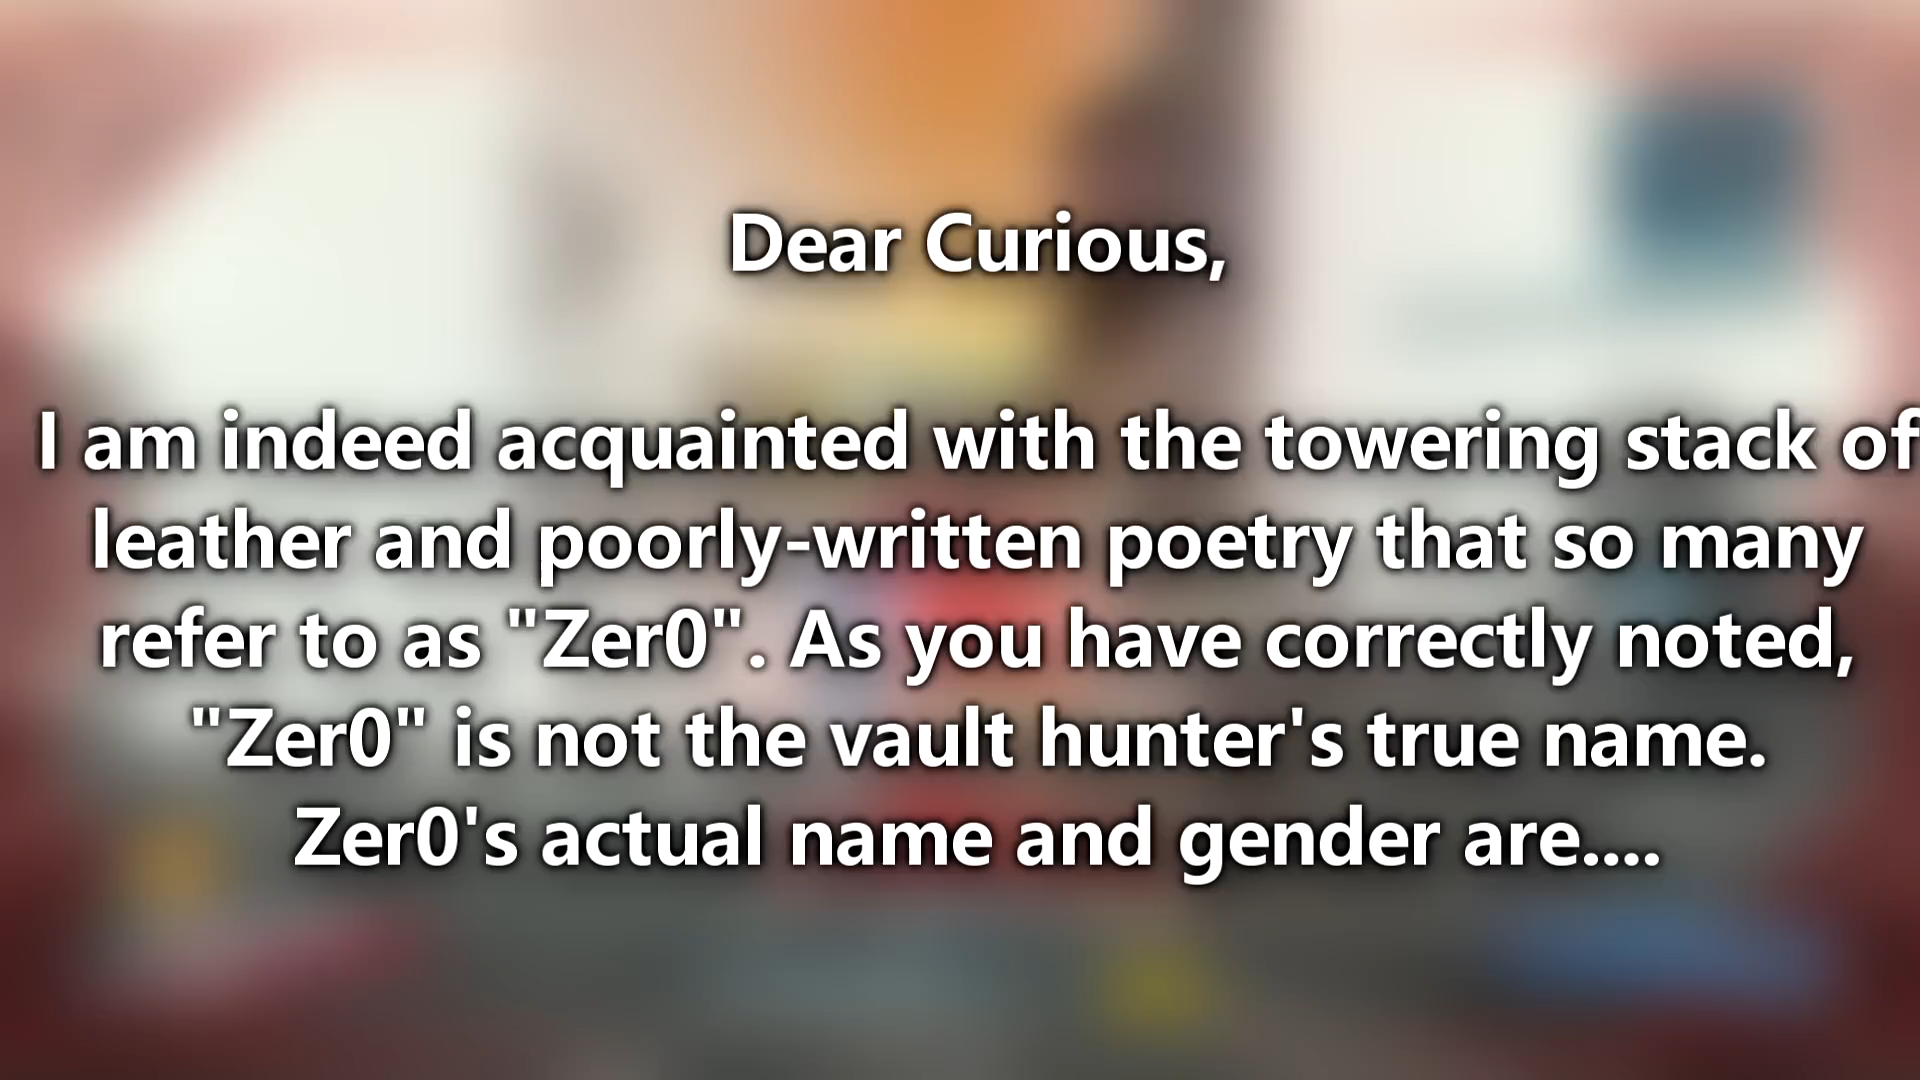 Dear Curious,
I am indeed acquainted with the towering stack of
leather and poorly-written poetry that so many
refer to as "Zer0". As you have correctly noted,
"Zer0" is not the vault hunter's true name.
Zer0's actual name and gender are....